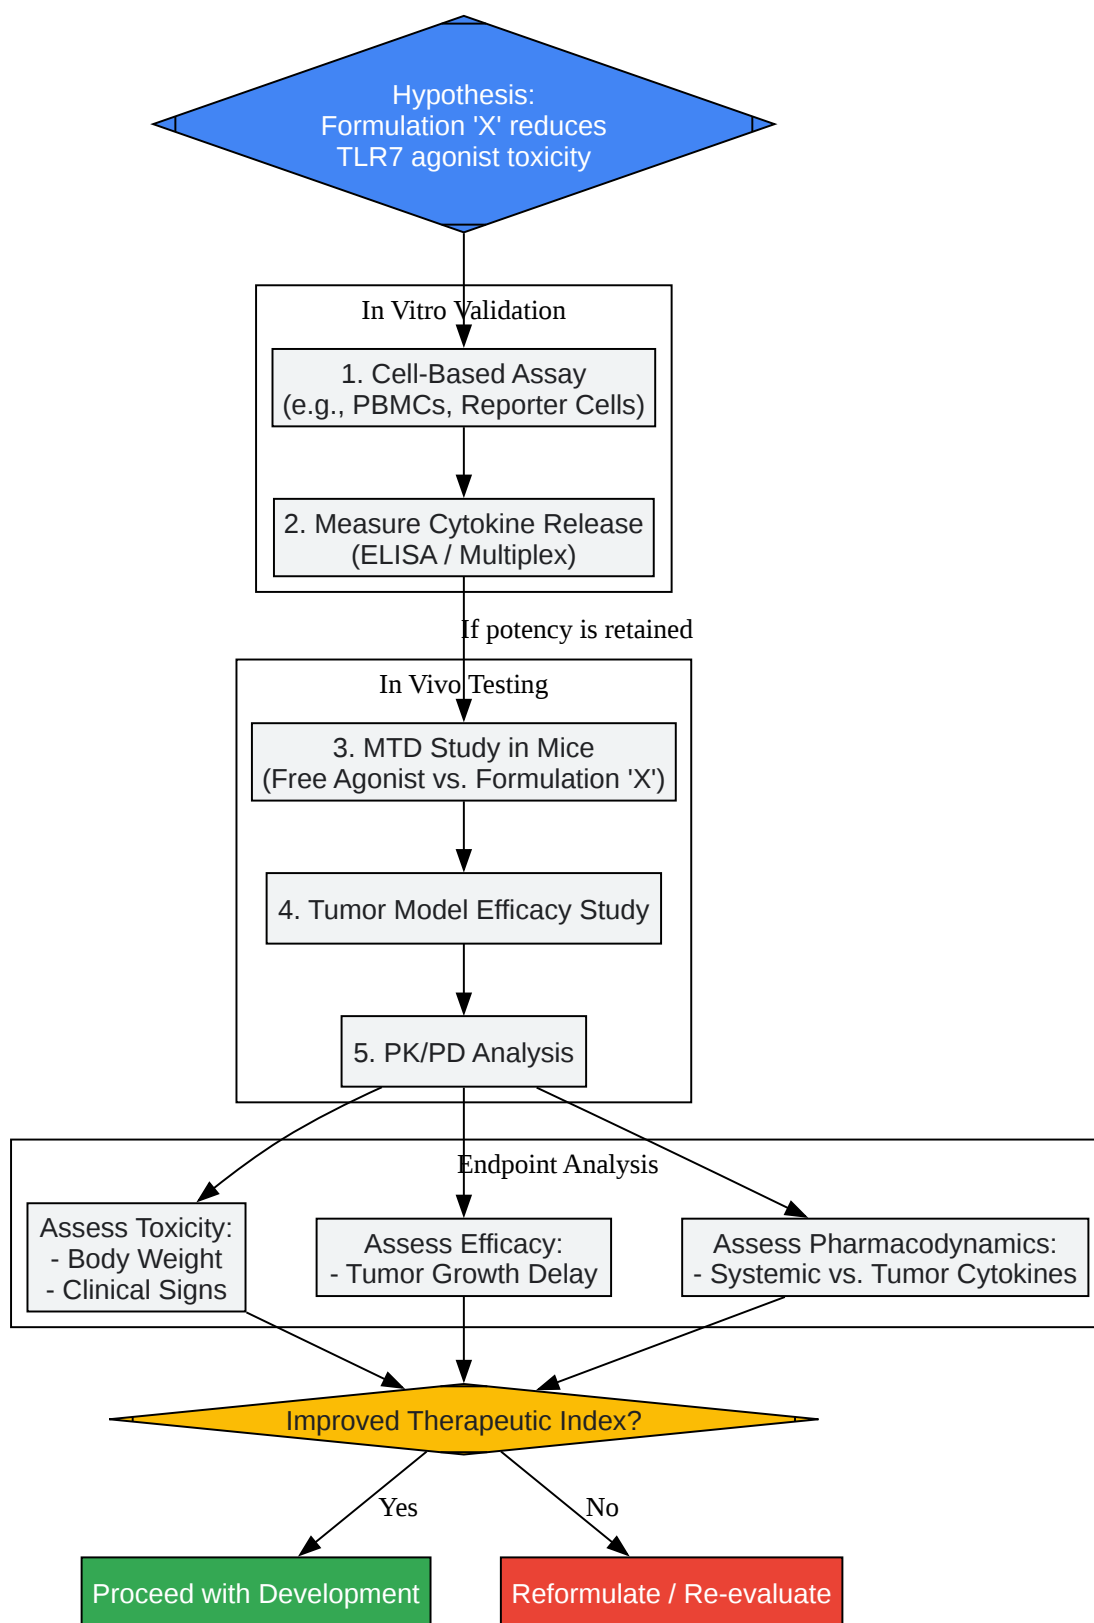 Hypothesis:
Formulation 'X' reduces
TLR7 agonist toxicity
In Vitro Validation
1. Cell-Based Assay
(e.g., PBMCs, Reporter Cells)
2. Measure Cytokine Release
(ELISA / Multiplex)
If potency is retained
In Vivo Testing
3. MTD Study in Mice
(Free Agonist vs. Formulation 'X')
4. Tumor Model Efficacy Study
5. PK/PD Analysis
Endpoint Analysis
Assess Toxicity:
- Body Weight
- Clinical Signs
Assess Efficacy:
- Tumor Growth Delay
Assess Pharmacodynamics:
- Systemic vs. Tumor Cytokines
Improved Therapeutic Index?
Yes
No
Proceed with Development
Reformulate / Re-evaluate